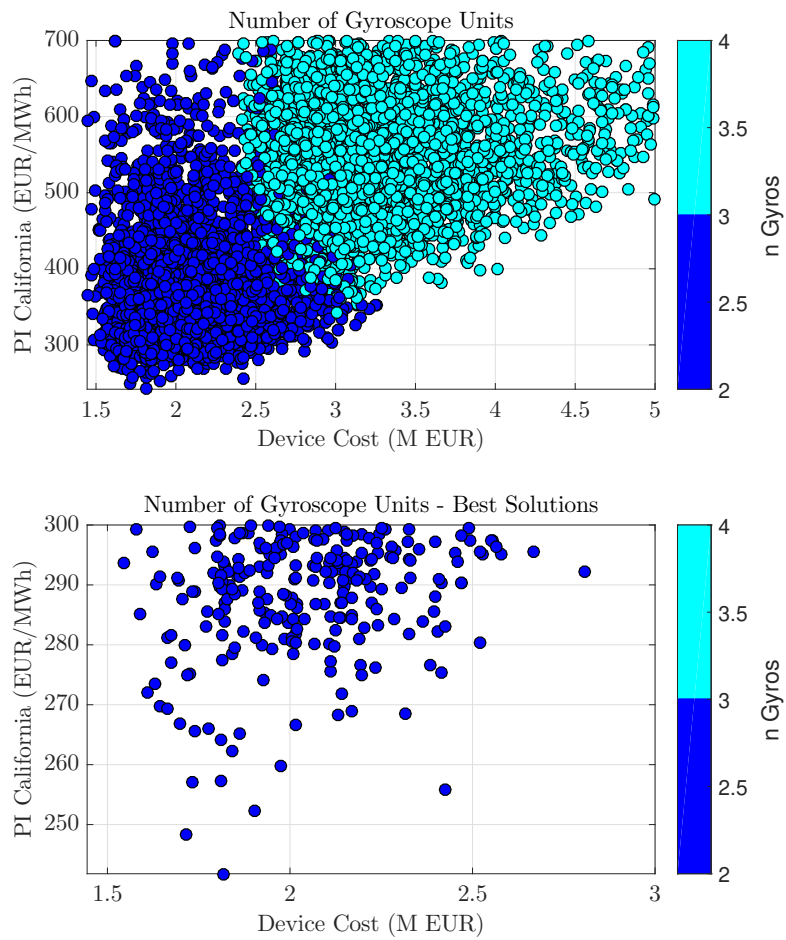 Number of Gyroscope Units
700
600
500
400
300
PI California (EUR/MWh)
1.5 2 2.5 3 3.5 4 4.5 5
Device Cost (M EUR)
4
3.5
3
2.5
2
n Gyros
Number of Gyroscope Units - Best Solutions
300
290
280
270
260
250
PI California (EUR/MWh)
1.5 2 2.5 3
Device Cost (M EUR)
4
3.5
3
2.5
2
n Gyros